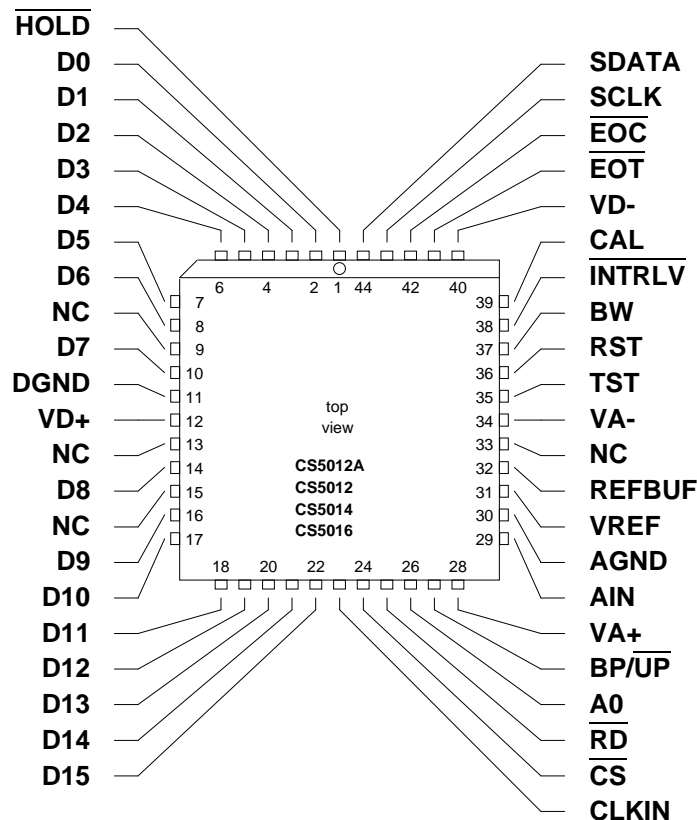 HOLD
D0
D1
D2
D3
D4
D5
D6
NC
D7
DGND
VD+
NC
D8
NC
D9
D10
D11
D12
D13
D14
D15
6 4 2 1 44 42 40
7
8
9
10
11
12
13
14
15
16
17
top
view
CS5012A
CS5012
CS5014
CS5016
39
38
37
36
35
34
33
32
31
30
29
18 20 22 24 26 28
SDATA
SCLK
EOC
EOT
VD-
CAL
INTRLV
BW
RST
TST
VA-
NC
REFBUF
VREF
AGND
AIN
VA+
BP/UP
A0
RD
CS
CLKIN